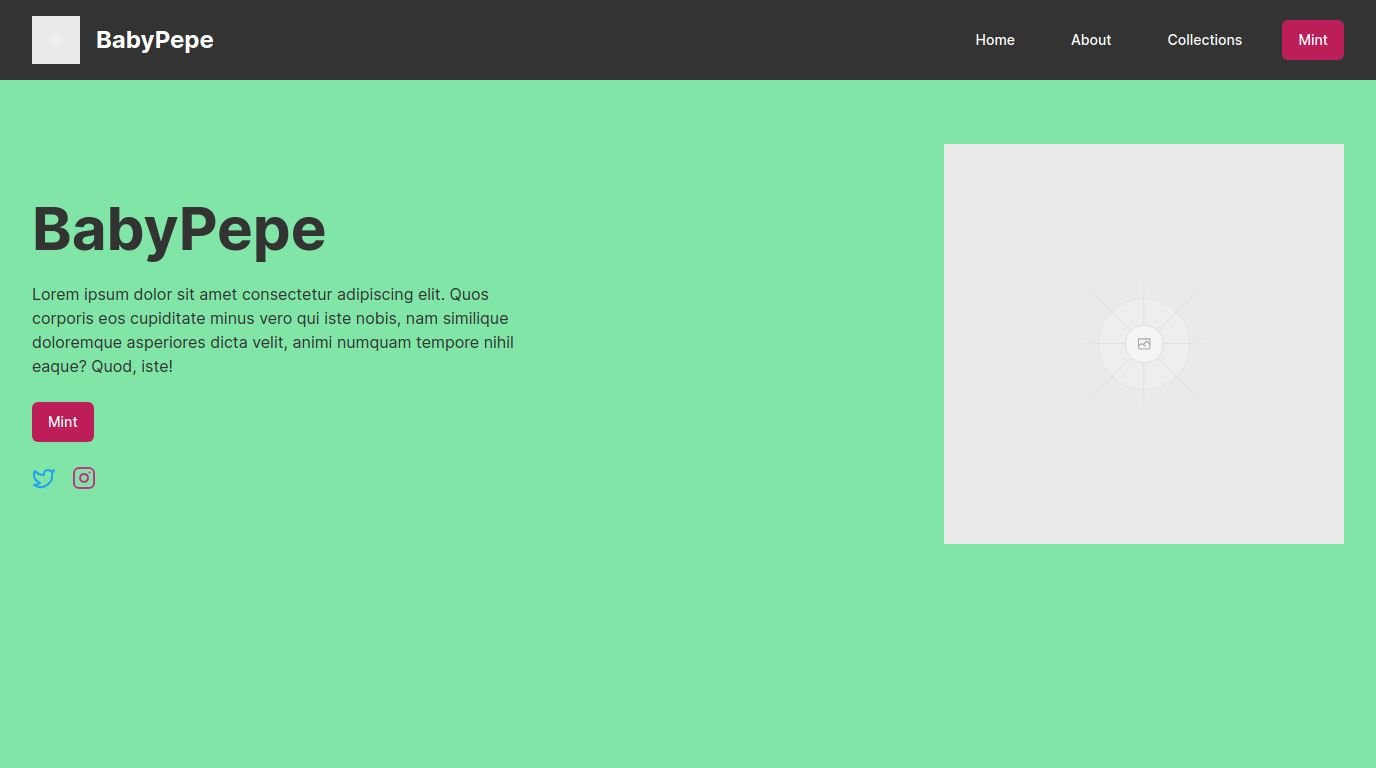 BabyPepe
Home About Collections Mint
BabyPepe
Lorem ipsum dolor sit amet consectetur adipiscing elit. Quos
corporis eos cupiditate minus vero qui iste nobis, nam similique
doloremque asperiores dicta velit, animi numquam tempore nihil
eaque? Quod, iste!
Mint